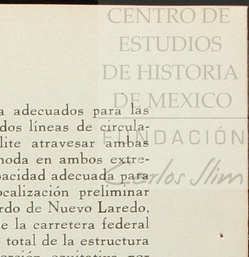 CENTRO DE
ESTUDIOS
DE HISTORIA
DE MEXICO
FUNDACIÓN
Carlos Slim
a adecuados para las
dos líneas de circula-
lite atravesar ambas
moda en ambos extre-
pacidad adecuada para
ocalización preliminar
rdo de Nuevo Laredo,
e la carretera federal
total de la estructura